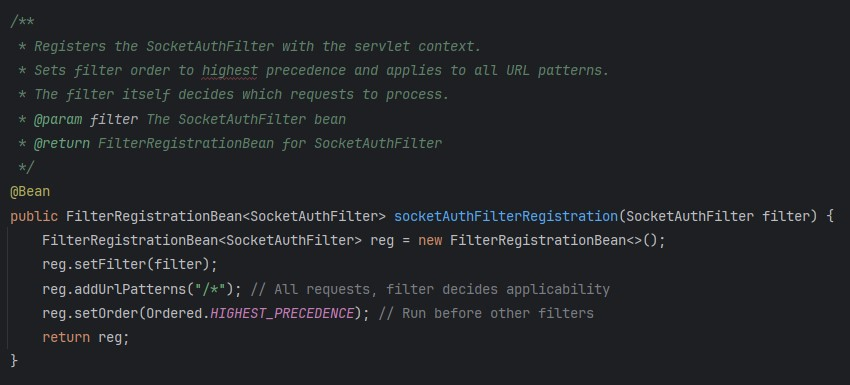 /**
 * Registers the SocketAuthFilter with the servlet context.
 * Sets filter order to highest precedence and applies to all URL patterns.
 * The filter itself decides which requests to process.
 * @param filter The SocketAuthFilter bean
 * @return FilterRegistrationBean for SocketAuthFilter
 */
@Bean
public FilterRegistrationBean<SocketAuthFilter> socketAuthFilterRegistration(SocketAuthFilter filter) {
    FilterRegistrationBean<SocketAuthFilter> reg = new FilterRegistrationBean<>();
    reg.setFilter(filter);
    reg.addUrlPatterns("/*"); // All requests, filter decides applicability
    reg.setOrder(Ordered.HIGHEST_PRECEDENCE); // Run before other filters
    return reg;
}